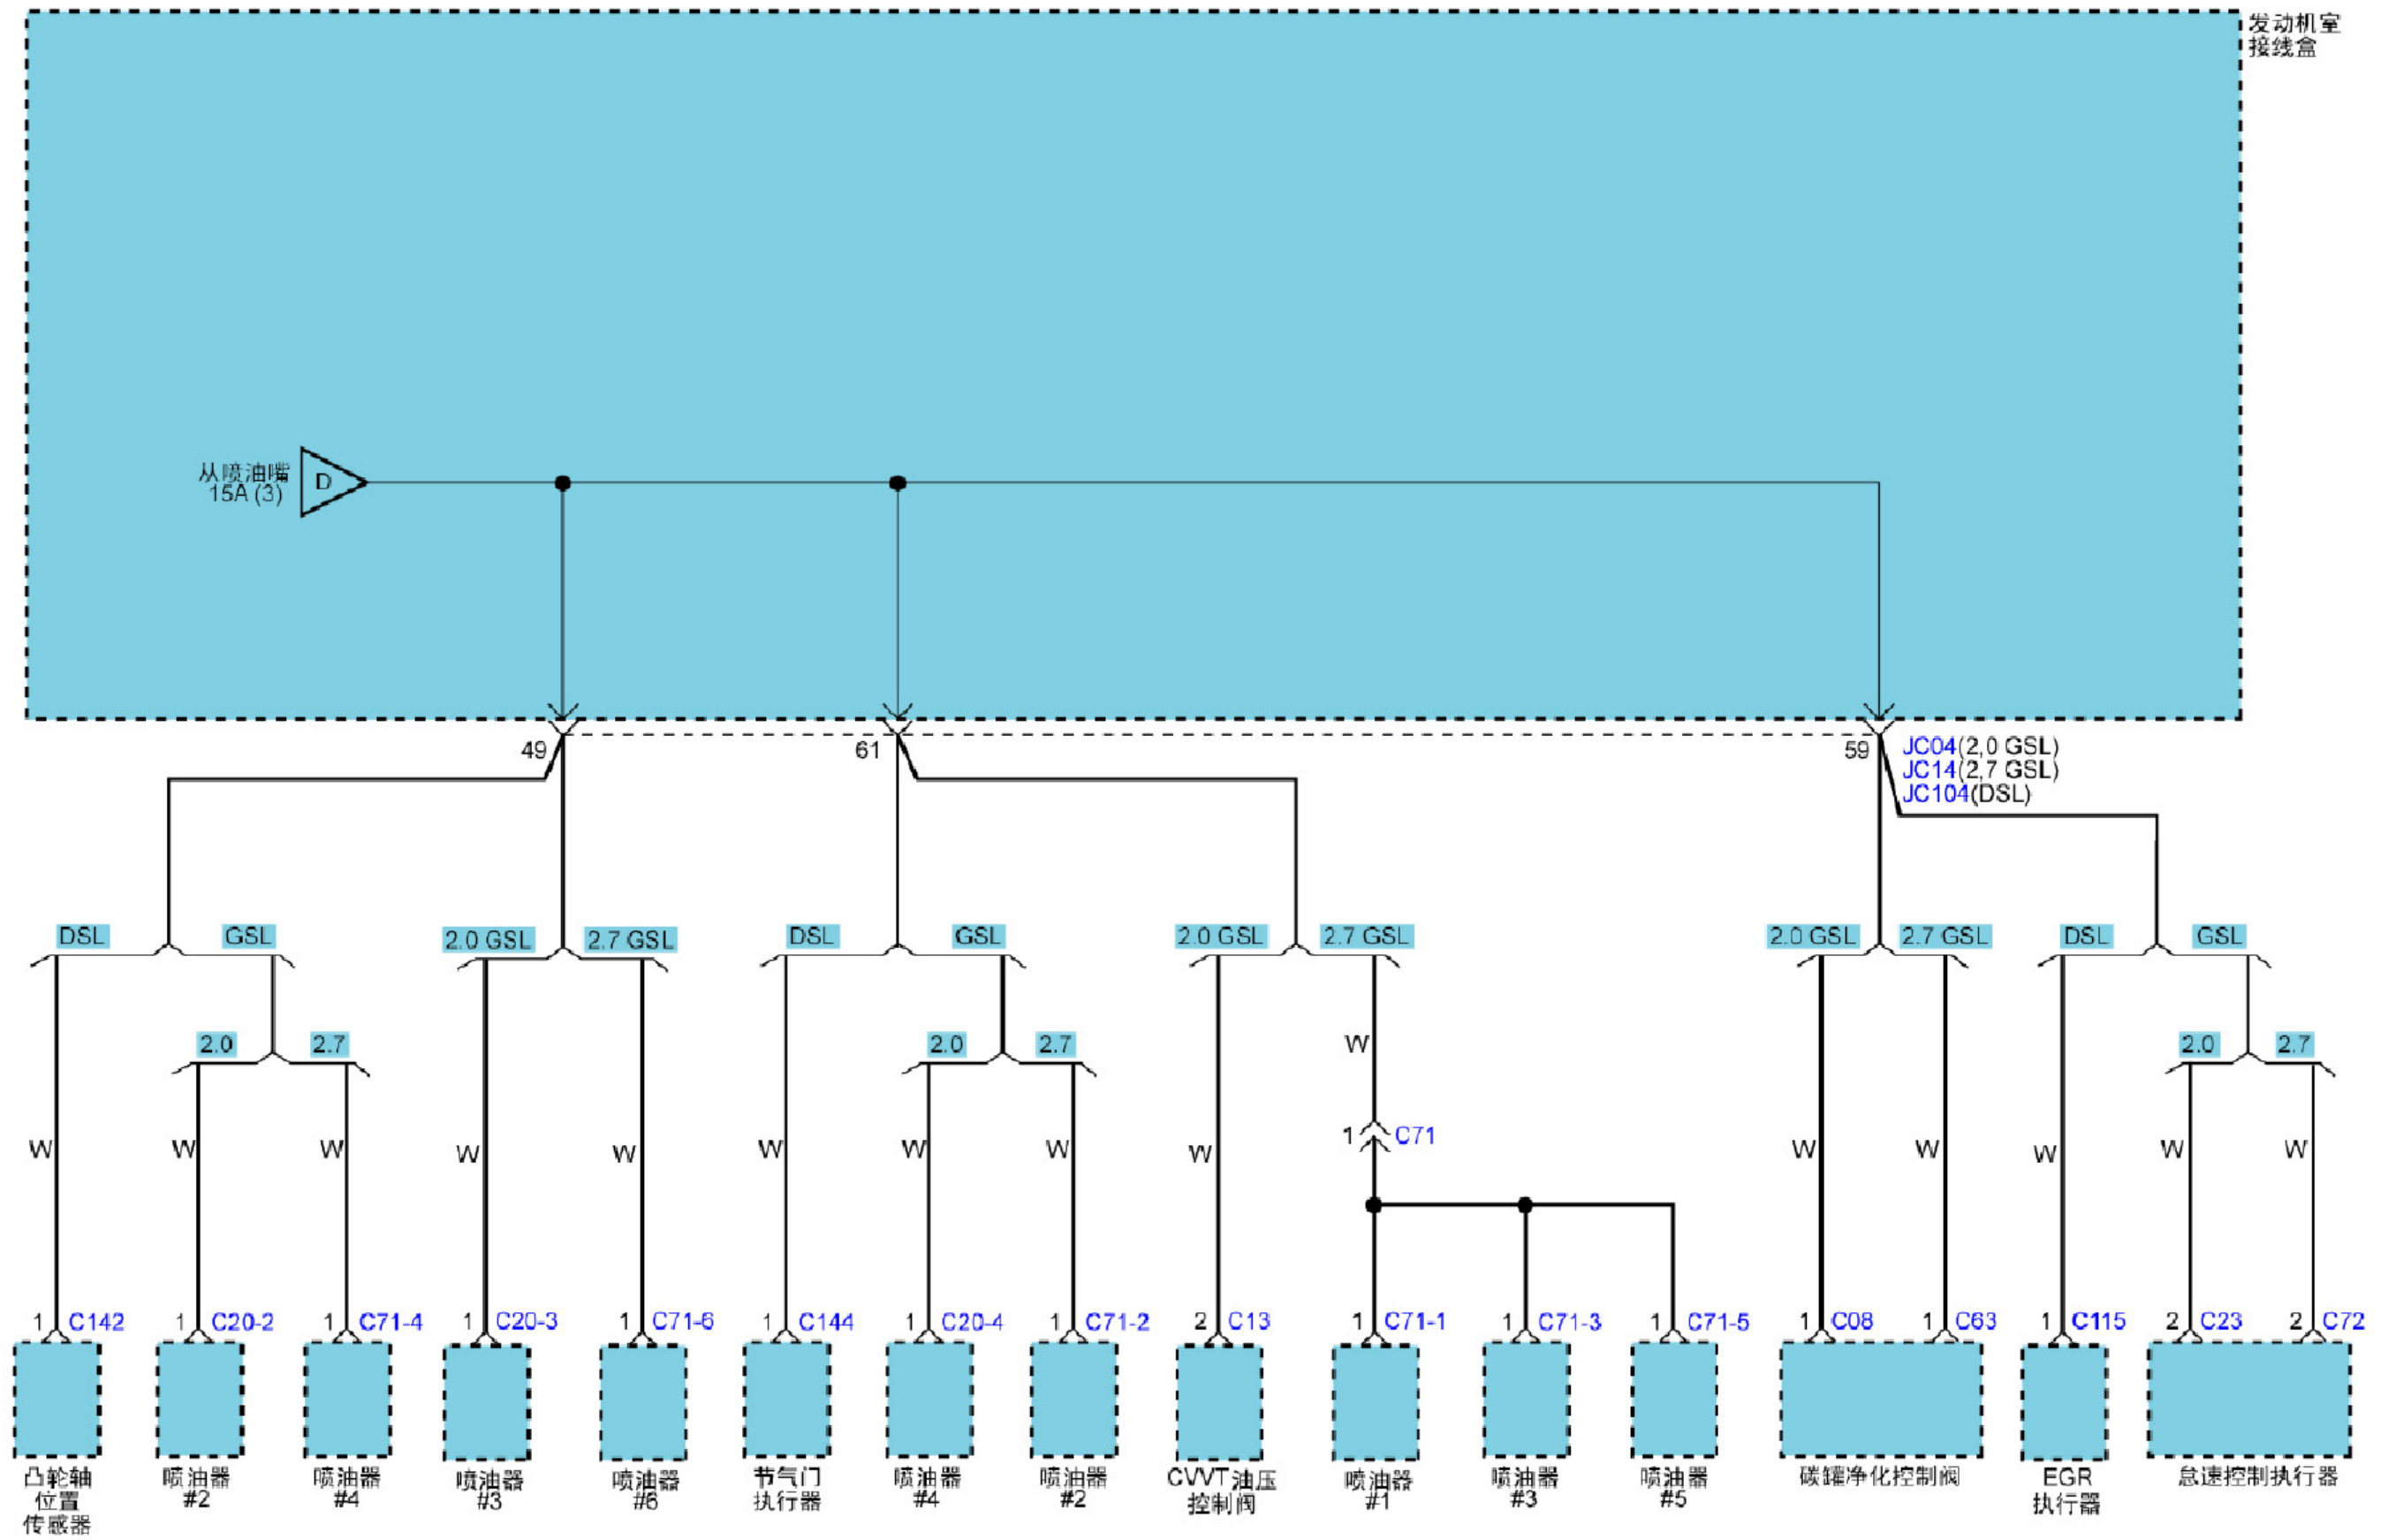 发动机室
接线盒
从喷油嘴
15A (3)
D
49
61
59
JC04(2,0 GSL)
JC14(2,7 GSL)
JC104(DSL)
DSL
GSL
2.0 GSL
2.7 GSL
DSL
GSL
2.0 GSL
2.7 GSL
2.0 GSL
2.7 GSL
DSL
GSL
2.0
2.7
2.0
2.7
W
2.0
2.7
1
C71
W
W
W
W
W
W
W
W
W
W
W
W
W
W
1
C142
1
C20-2
1
C71-4
1
C20-3
1
C71-6
1
C144
1
C20-4
1
C71-2
2
C13
1
C71-1
1
C71-3
1
C71-5
1
C08
1
C63
1
C115
2
C23
2
C72
凸轮轴
位置
传感器
喷油器
#2
喷油器
#4
喷油器
#3
喷油器
#6
节气门
执行器
喷油器
#4
喷油器
#2
CVVT油压
控制阀
喷油器
#1
喷油器
#3
喷油器
#5
碳罐净化控制阀
EGR
执行器
怠速控制执行器